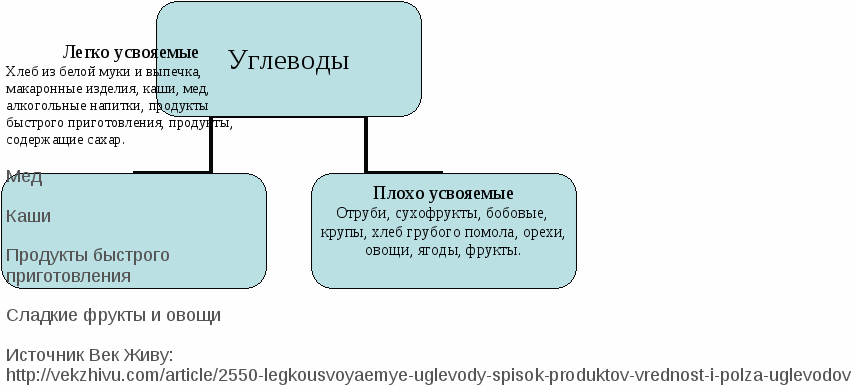 Углеводы
Легко усвояемые
Хлеб из белой муки и выпечка,
макаронные изделия, каши, мед,
алкогольные напитки, продукты
быстрого приготовления, продукты,
содержащие сахар.
Мед
Каши
Продукты быстрого
приготовления
Сладкие фрукты и овощи
Источник Век Живу:
http://vekzhivu.com/article/2550-legkousvoyaemye-uglevody-spisok-produktov-vrednost-i-polza-uglevodov
Плохо усвояемые
Отруби, сухофрукты, бобовые,
крупы, хлеб грубого помола, орехи,
овощи, ягоды, фрукты.